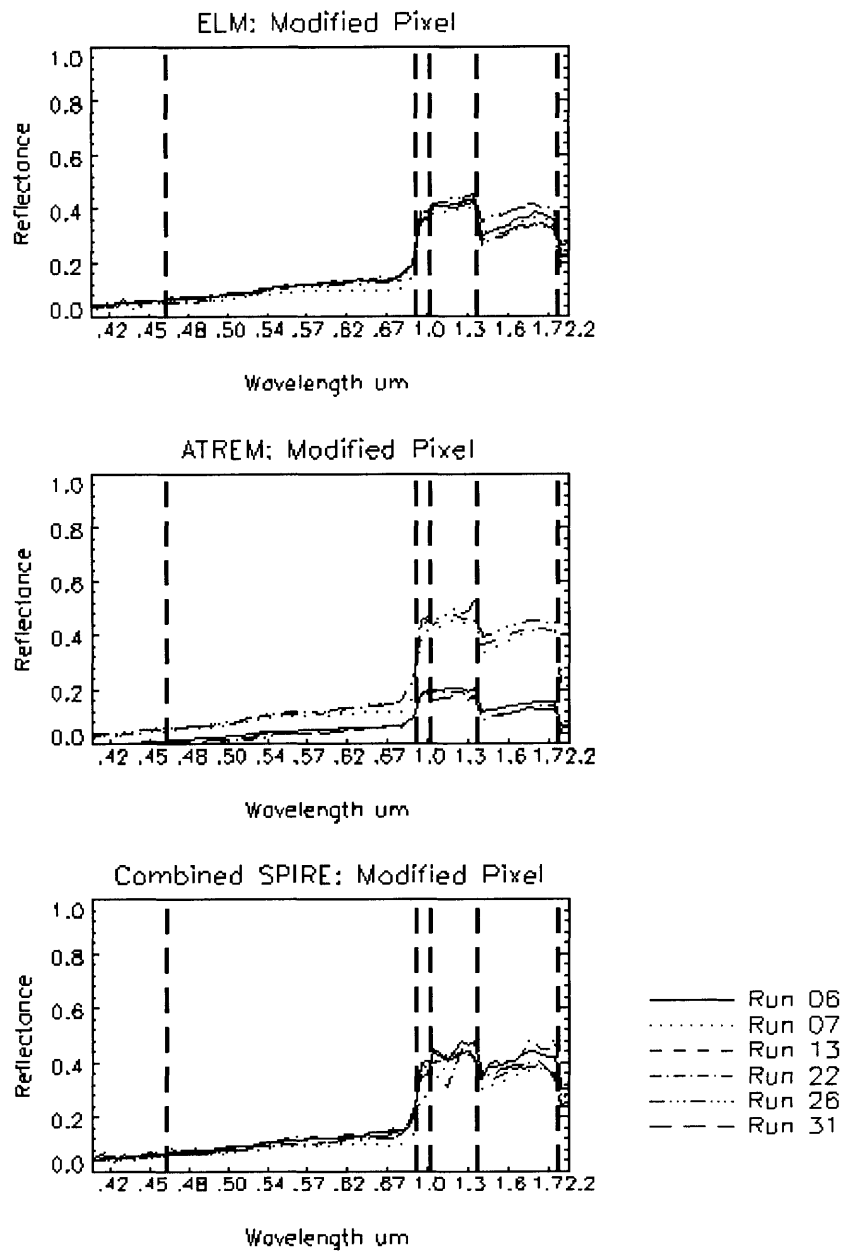 ELM: Modified Pixel
1.0
0.8
0.6
0.4
0.2
0.0
Reflectance
.42 .45 .48 .50 .54 .57 .62 .67 1.0 1.3 1.6 1.72.2
Wavelength um
ATREM: Modified Pixel
1.0
0.8
0.6
0.4
0.2
0.0
Reflectance
.42 .45 .48 .50 .54 .57 .62 .67 1.0 1.3 1.6 1.72.2
Wavelength um
Combined SPIRE: Modified Pixel
1.0
0.8
0.6
0.4
0.2
0.0
Reflectance
.42 .45 .48 .50 .54 .57 .62 .67 1.0 1.3 1.6 1.72.2
Wavelength um
Run 06
Run 07
Run 13
Run 22
Run 26
Run 31